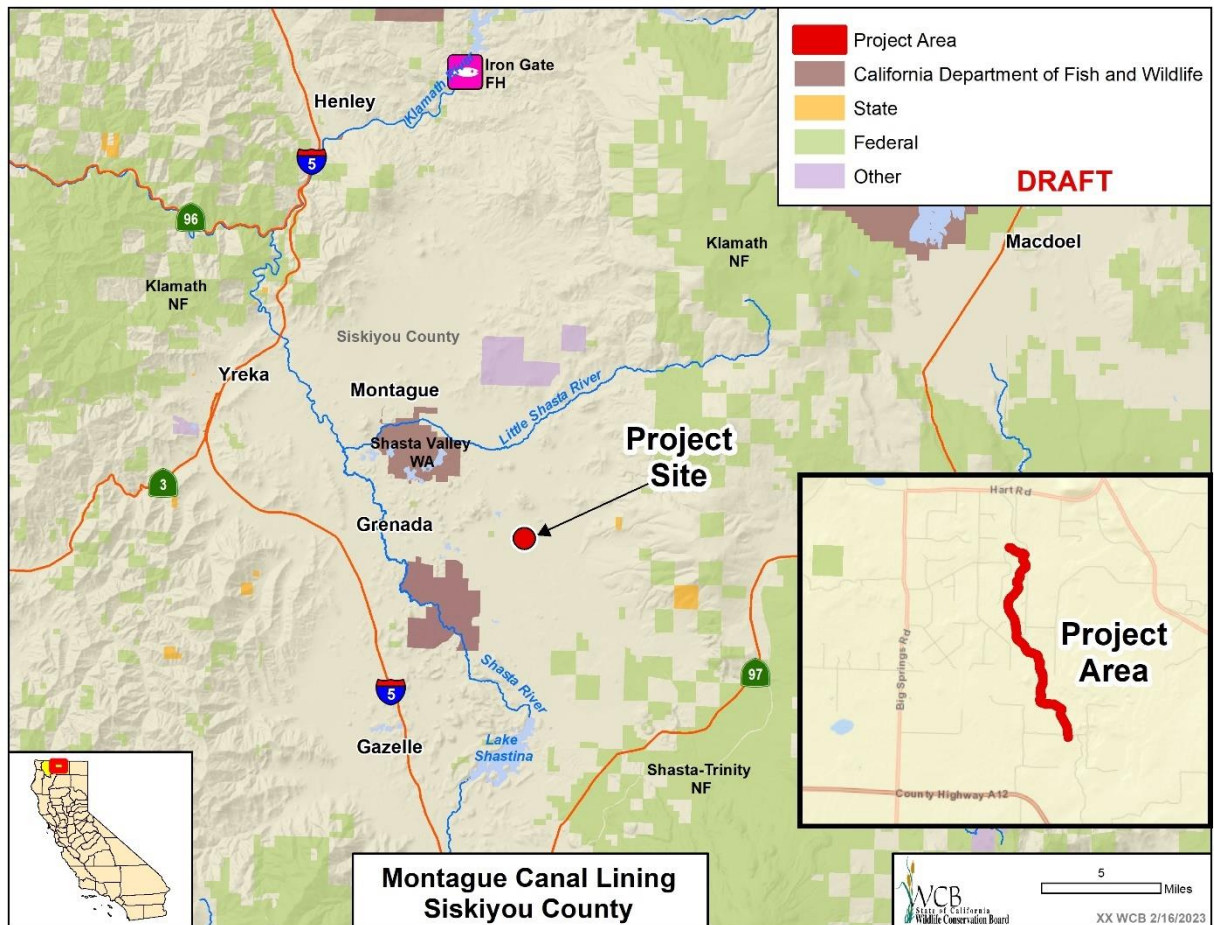 Project Area
California Department of Fish and Wildlife
State
Federal
Other
DRAFT
Iron Gate
FH
Henley
Klamath River
5
96
Klamath
NF
Klamath
NF
Macdoel
Siskiyou County
Yreka
Montague
Little Shasta River
Shasta Valley
WA
Project
Site
3
Grenada
Hart Rd
Big Springs Rd
Project
Area
County Highway A12
Shasta River
97
5
Gazelle
Lake
Shastina
Shasta-Trinity
NF
Montague Canal Lining
Siskiyou County
WCB
State of California
Wildlife Conservation Board
5
Miles
XX WCB 2/16/2023